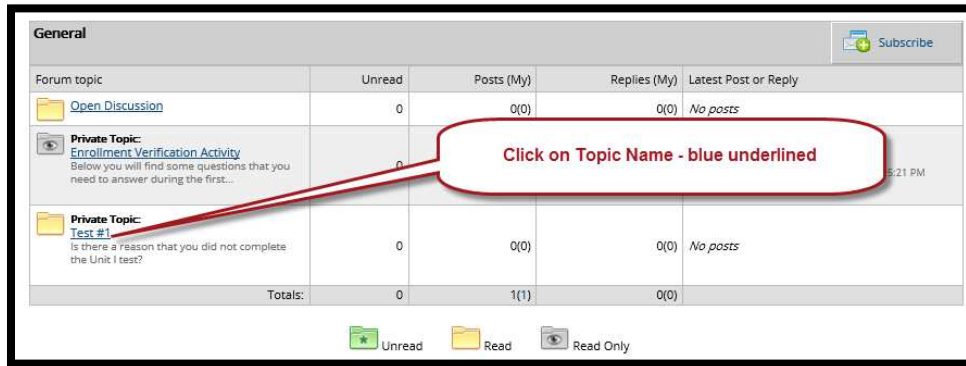 General
Subscribe
Forum topic Unread Posts (My) Replies (My) Latest Post or Reply
Open Discussion 0 0(0) 0(0) No posts
Private Topic:
Enrollment Verification Activity
Below you will find some questions that you
need to answer during the first...
0
5:21 PM
Click on Topic Name - blue underlined
Private Topic:
Test #1
Is there a reason that you did not complete
the Unit I test?
0 0(0) 0(0) No posts
Totals: 0 1(1) 0(0)
Unread Read Read Only